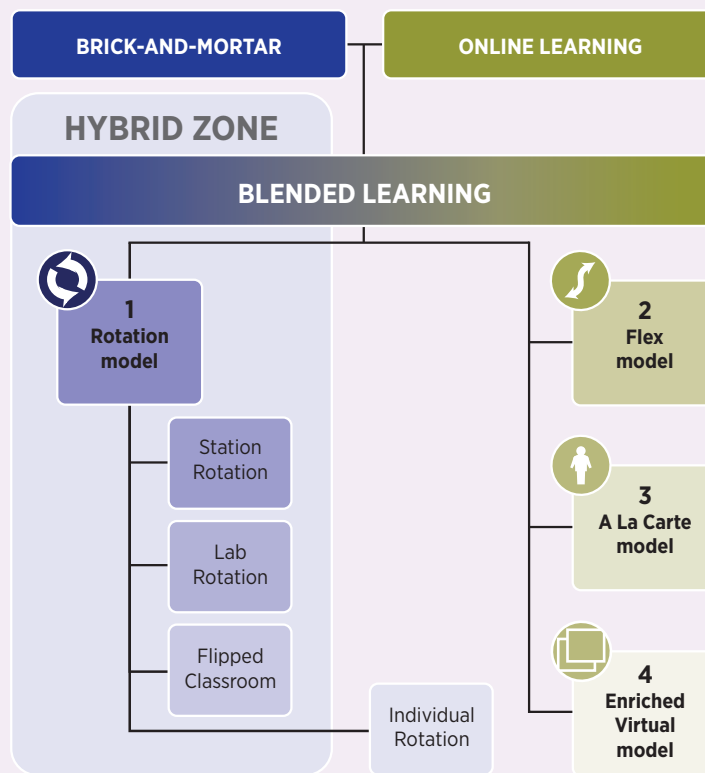 BRICK-AND-MORTAR
ONLINE LEARNING
HYBRID ZONE
BLENDED LEARNING
1
Rotation
model
Station
Rotation
Lab
Rotation
Flipped
Classroom
Individual
Rotation
2
Flex
model
3
A La Carte
model
4
Enriched
Virtual
model